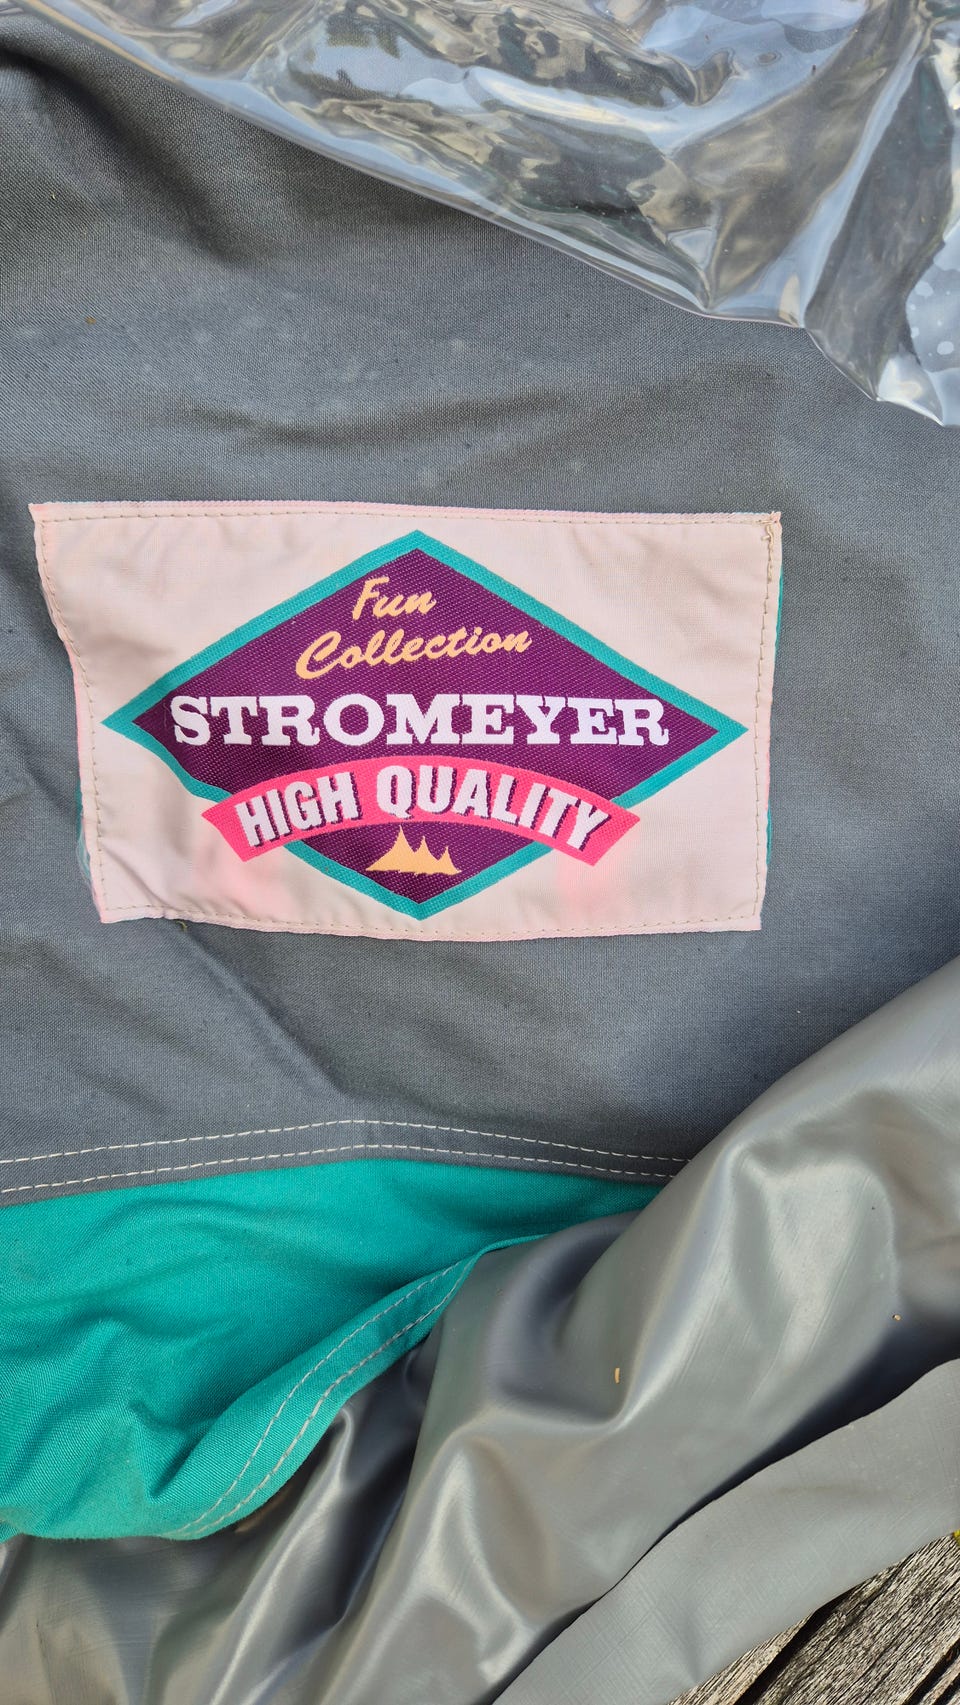 Fun
Collection
STROMEYER
HIGH QUALITY